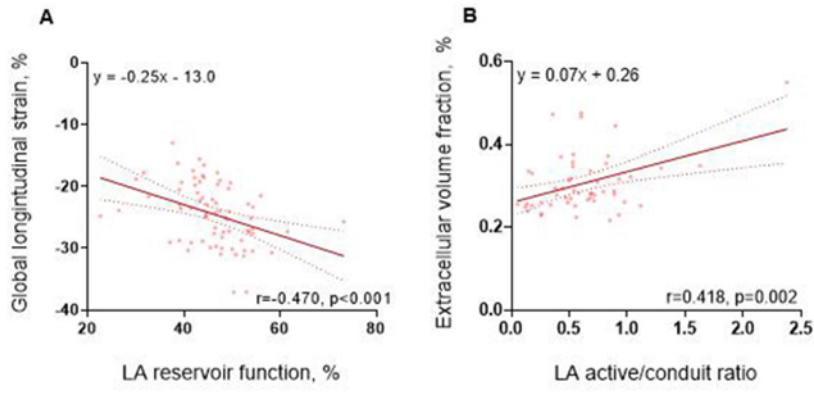 A
Global longintudinal strain, %
y = -0.25x - 13.0
0
-10
-20
-30
-40
r=-0.470, p<0.001
20
40
60
80
LA reservoir function, %
B
Extracellular volume fraction, %
y = 0.07x + 0.26
0.6
0.4
0.2
0.0
r=0.418, p=0.002
0.0
0.5
1.0
1.5
2.0
2.5
LA active/conduit ratio